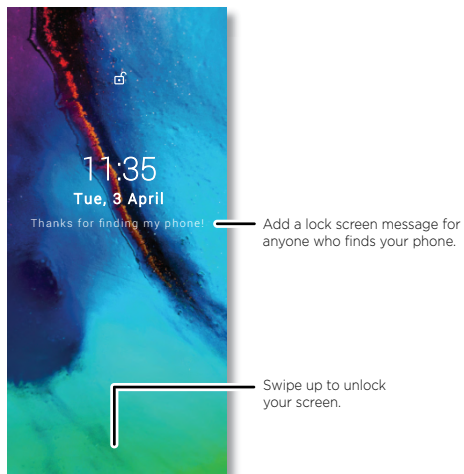 11:35
Tue, 3 April
Thanks for finding my phone!
Add a lock screen message for
anyone who finds your phone.
Swipe up to unlock
your screen.